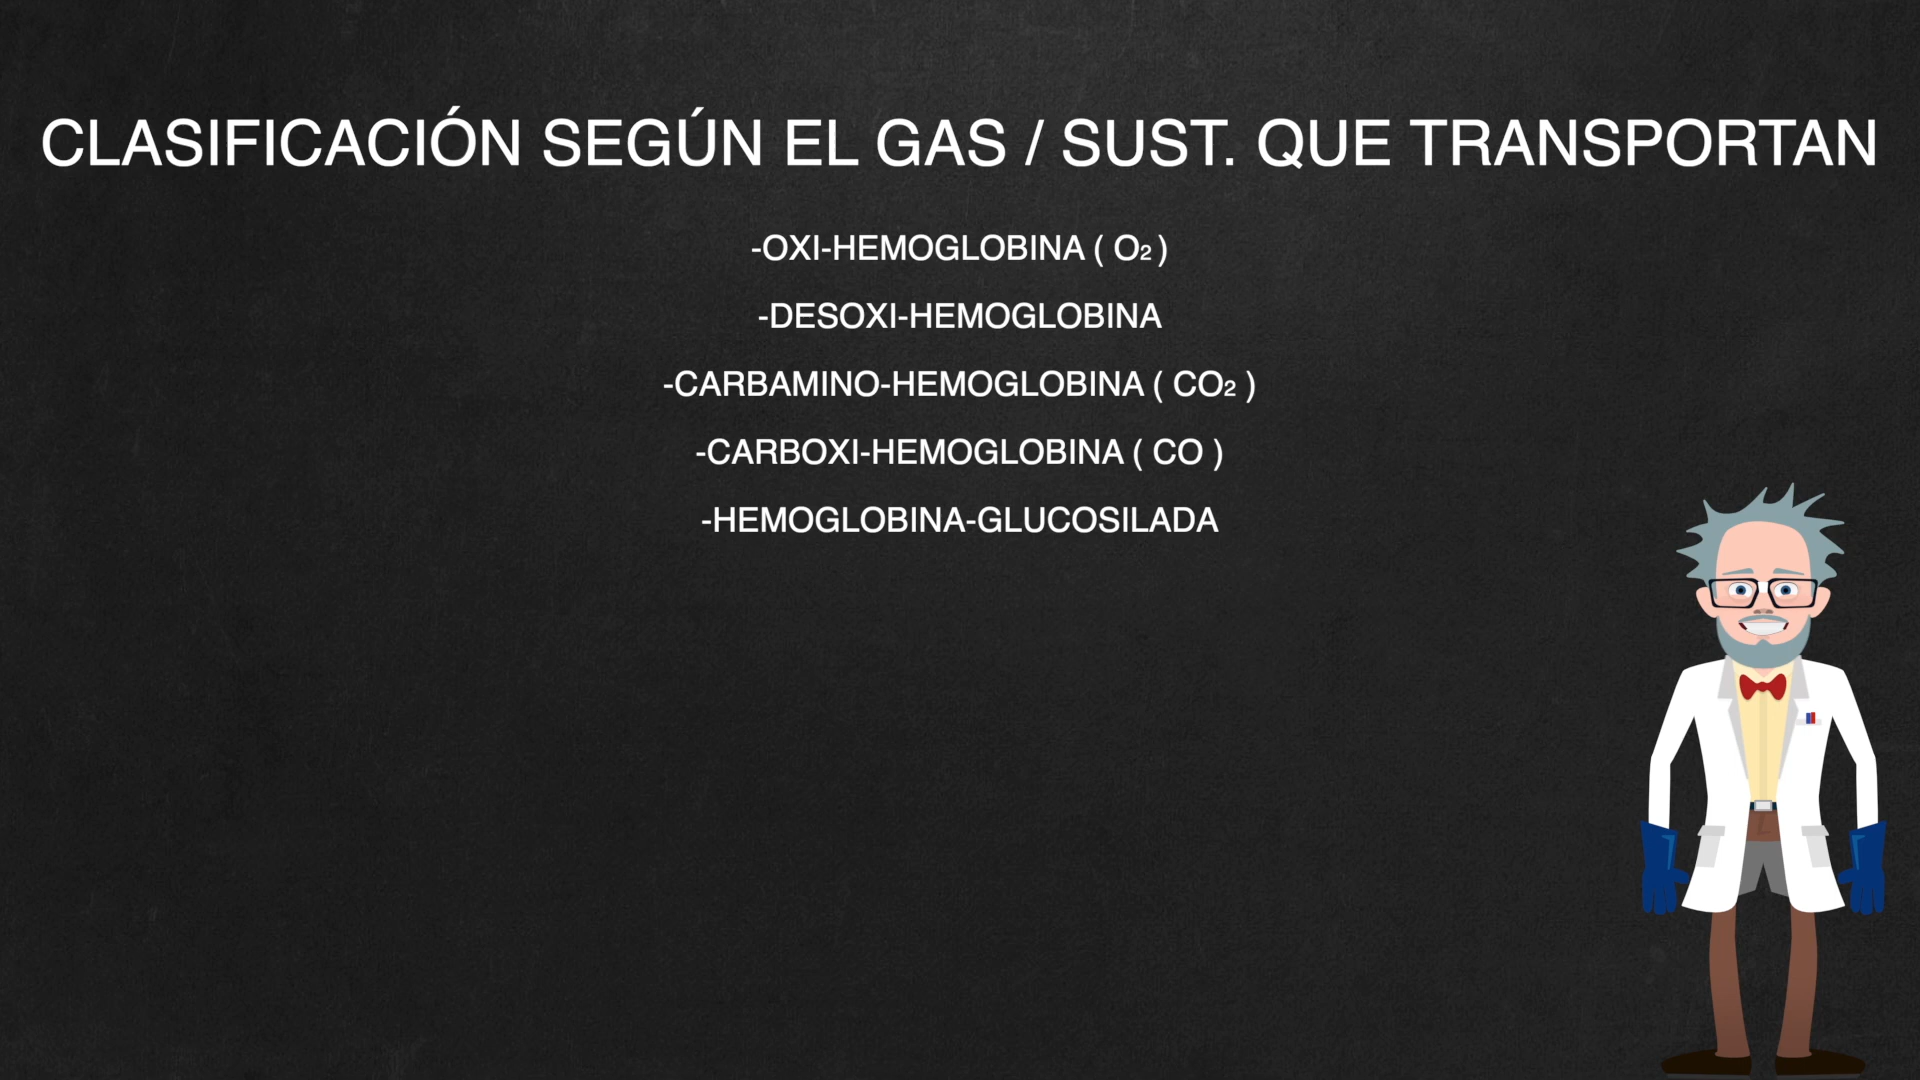 CLASIFICACIÓN SEGÚN EL GAS / SUST. QUE TRANSPORTAN
-OXI-HEMOGLOBINA ( O₂ )
-DESOXI-HEMOGLOBINA
-CARBAMINO-HEMOGLOBINA ( CO₂ )
-CARBOXI-HEMOGLOBINA ( CO )
-HEMOGLOBINA-GLUCOSILADA